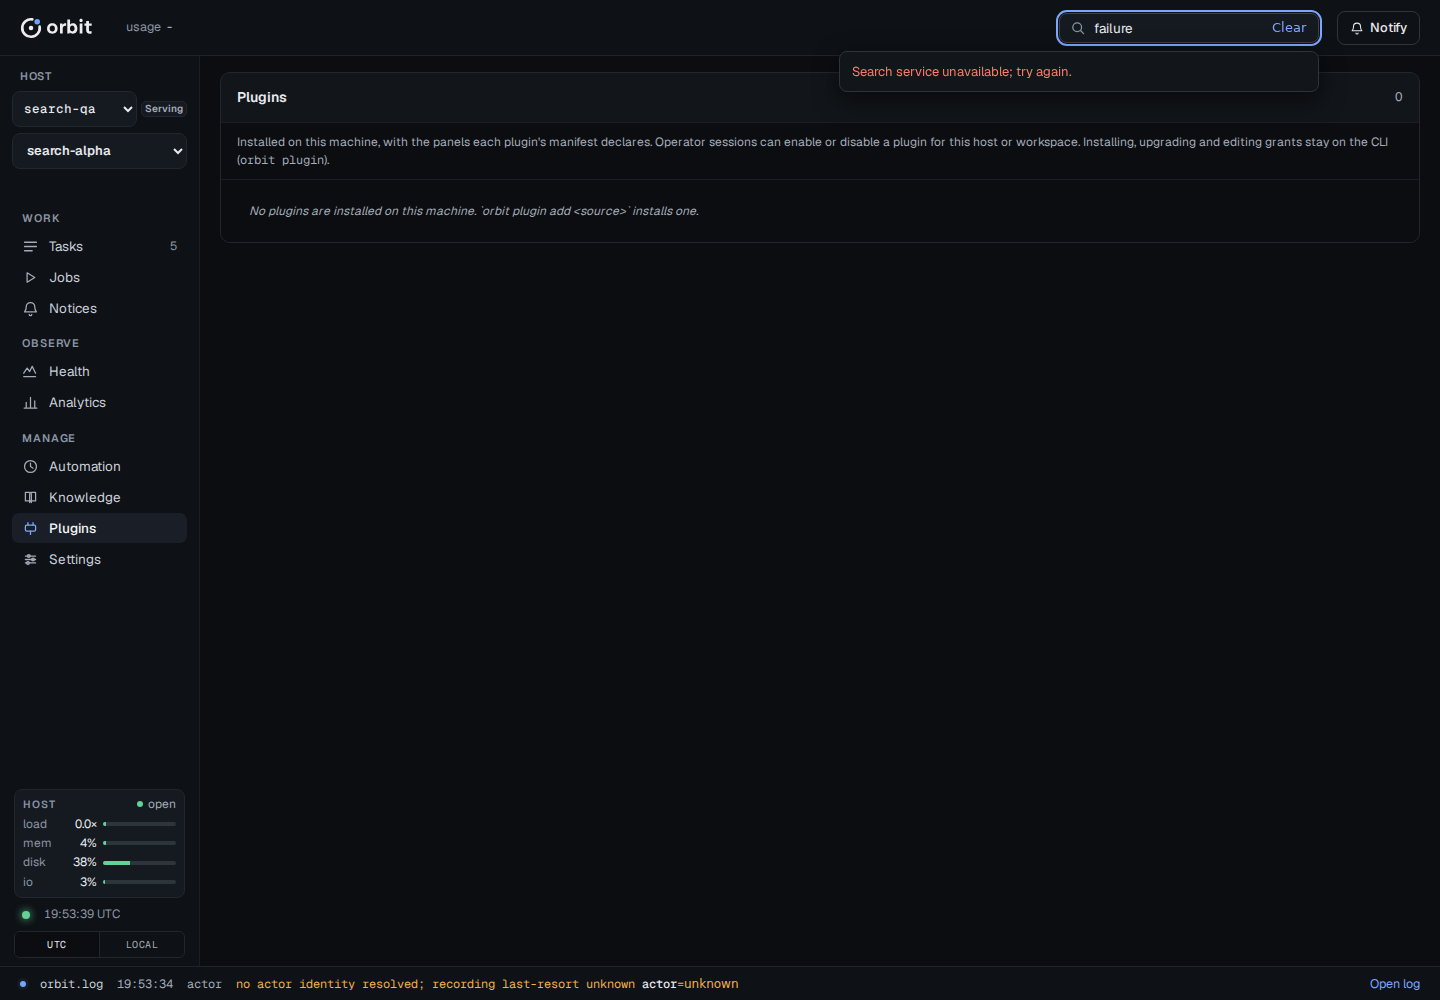 orbit
usage -
failure
Clear
Notify
Search service unavailable; try again.
HOST
search-qa
Serving
search-alpha
WORK
Tasks
5
Jobs
Notices
OBSERVE
Health
Analytics
MANAGE
Automation
Knowledge
Plugins
Settings
Plugins
0
Installed on this machine, with the panels each plugin's manifest declares. Operator sessions can enable or disable a plugin for this host or workspace. Installing, upgrading and editing grants stay on the CLI
(orbit plugin).
No plugins are installed on this machine. `orbit plugin add <source>` installs one.
HOST
open
load 0.0×
mem 4%
disk 38%
io 3%
19:53:39 UTC
UTC
LOCAL
orbit.log 19:53:34 actor no actor identity resolved; recording last-resort unknown actor=unknown
Open log